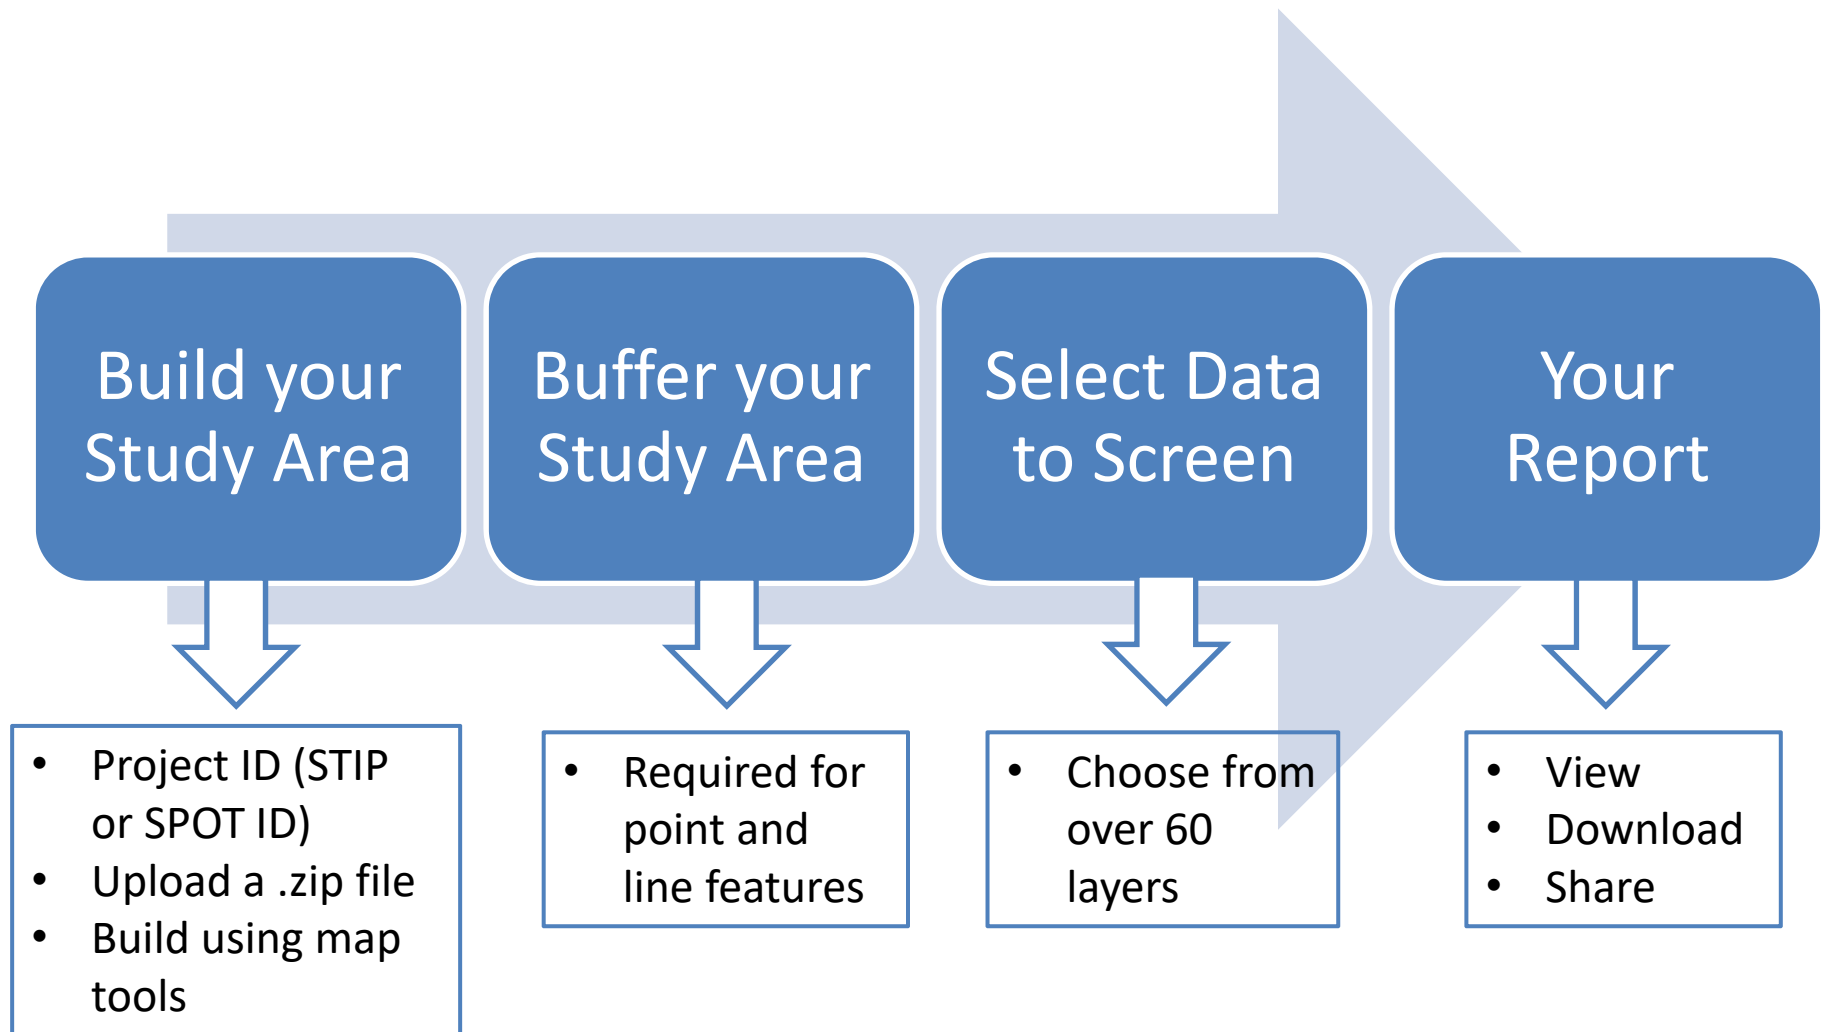 Build your
Study Area
Buffer your
Study Area
Select Data
to Screen
Your
Report
• Project ID (STIP
or SPOT ID)
• Upload a .zip file
• Build using map
tools
• Required for
point and
line features
• Choose from
over 60
layers
• View
• Download
• Share